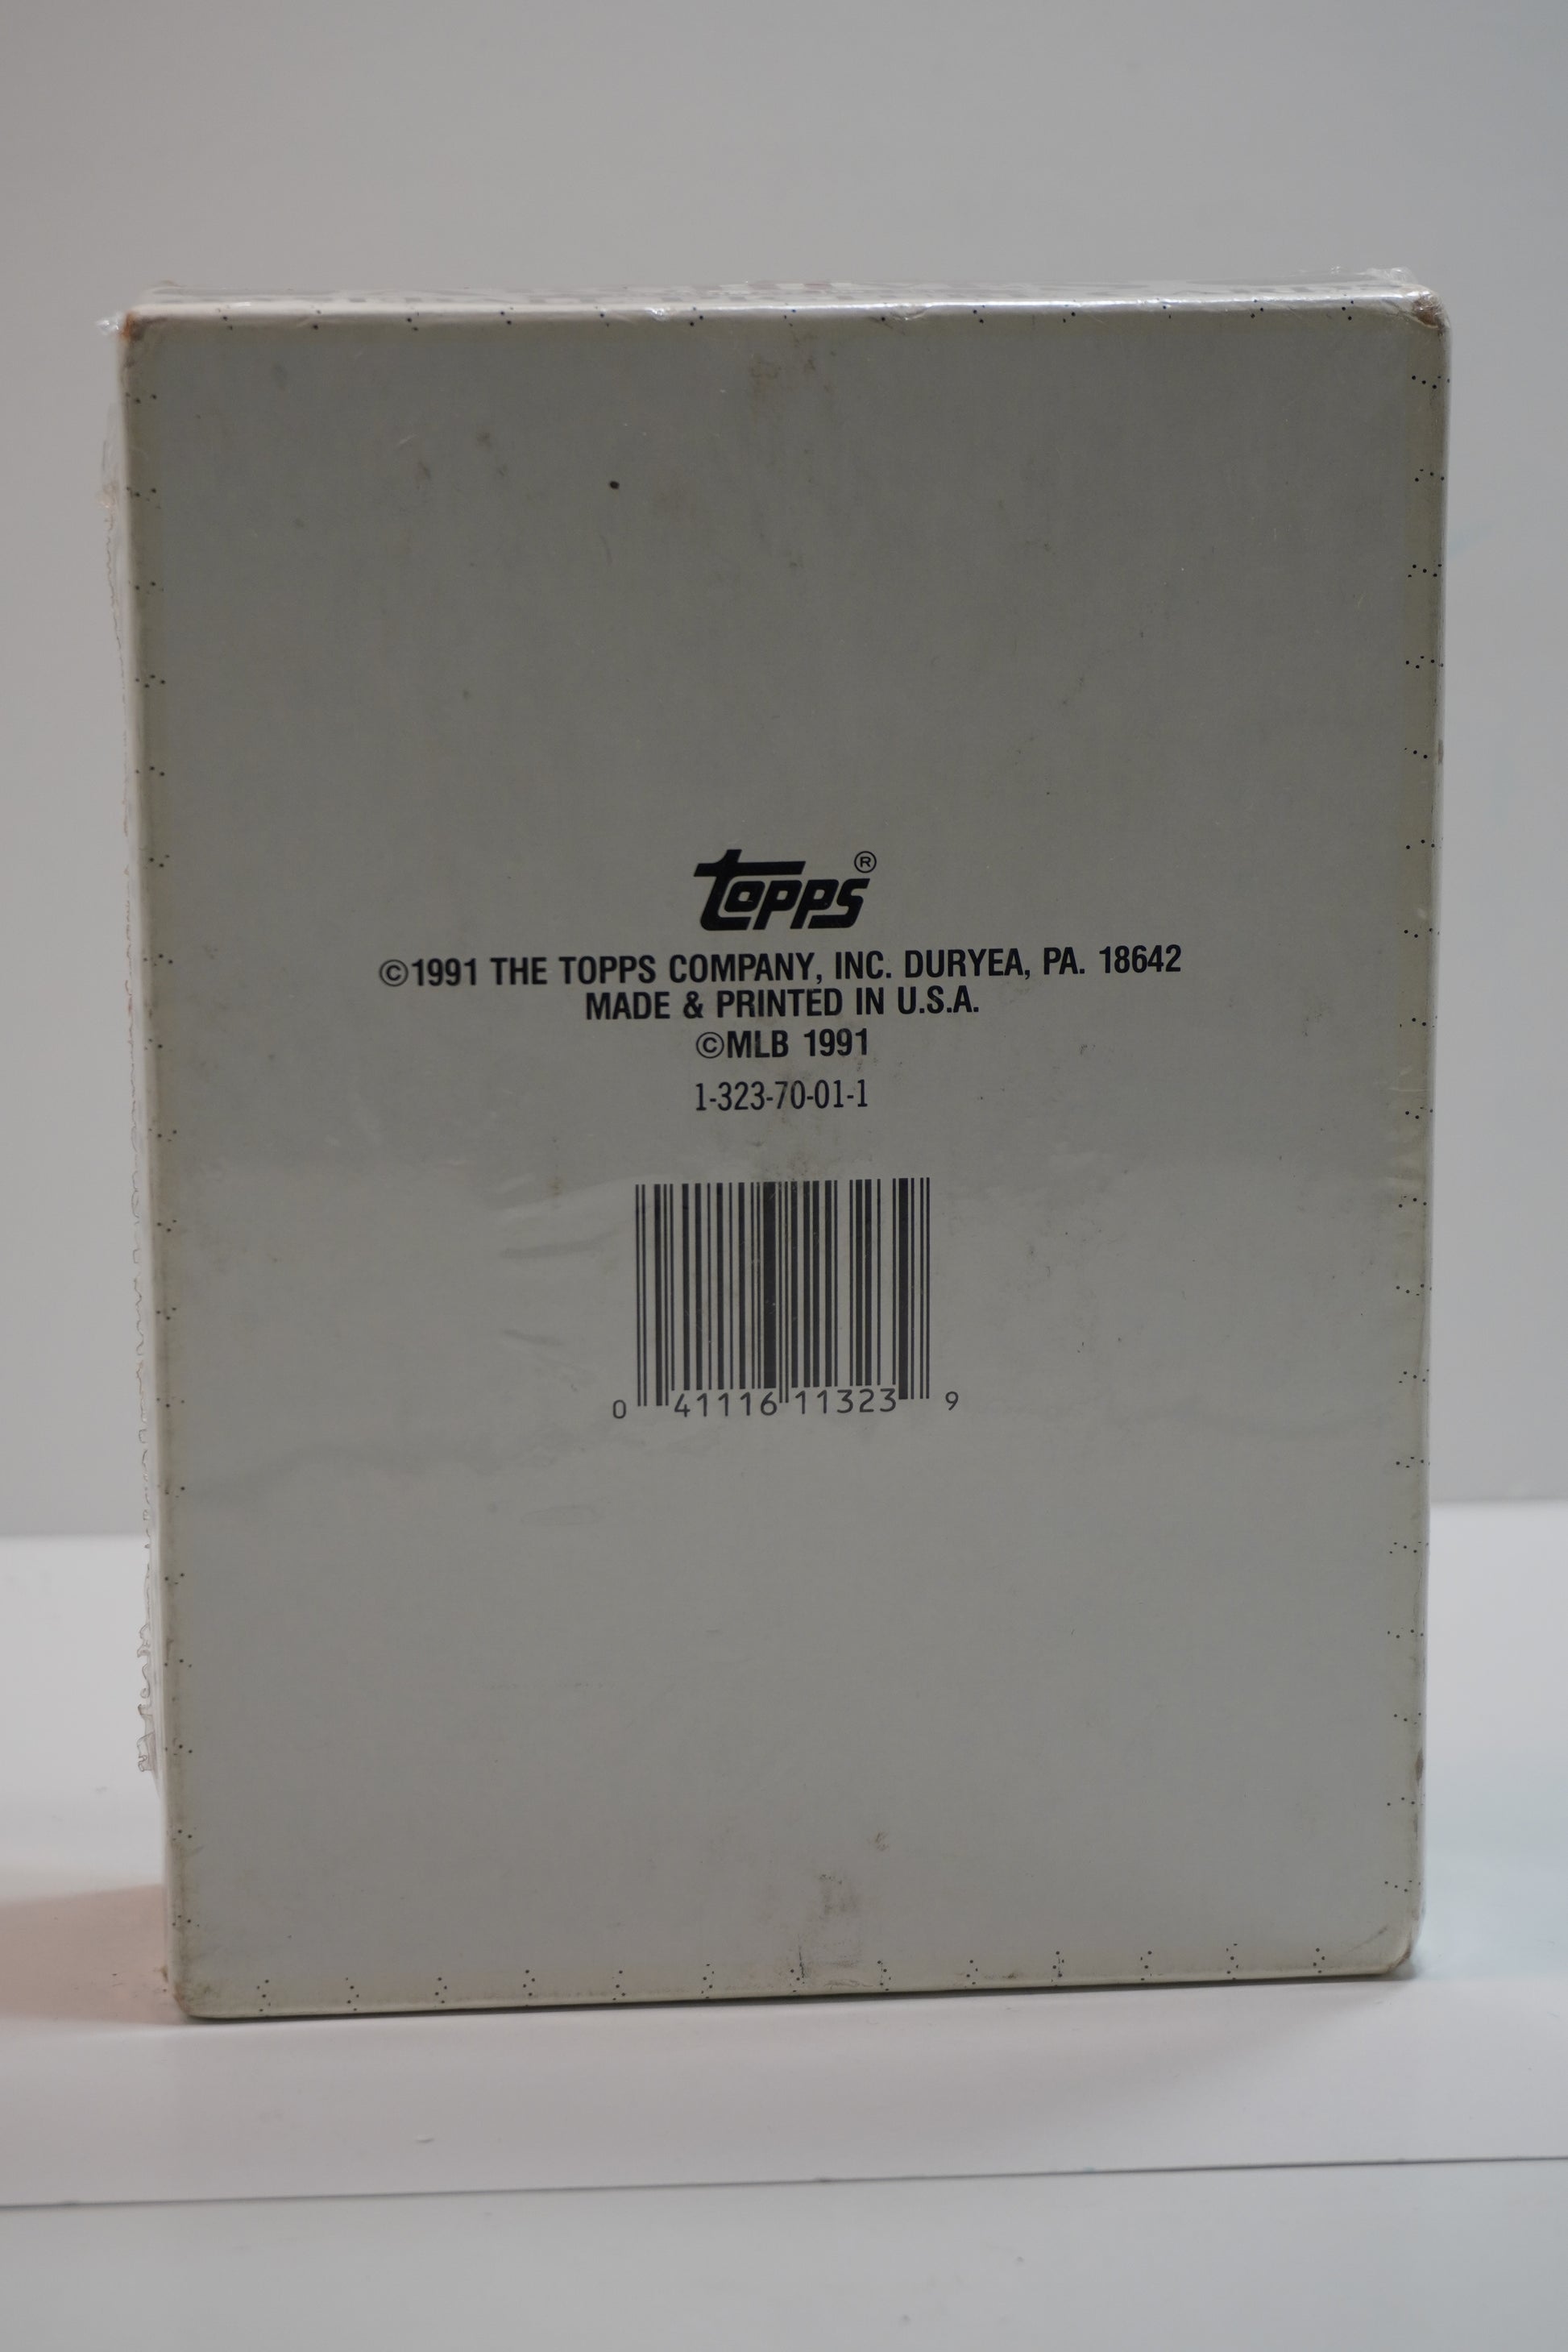 topps®
©1991 THE TOPPS COMPANY, INC. DURYEA, PA. 18642
MADE & PRINTED IN U.S.A.
©MLB 1991
1-323-70-01-1
0 41116 11323 9